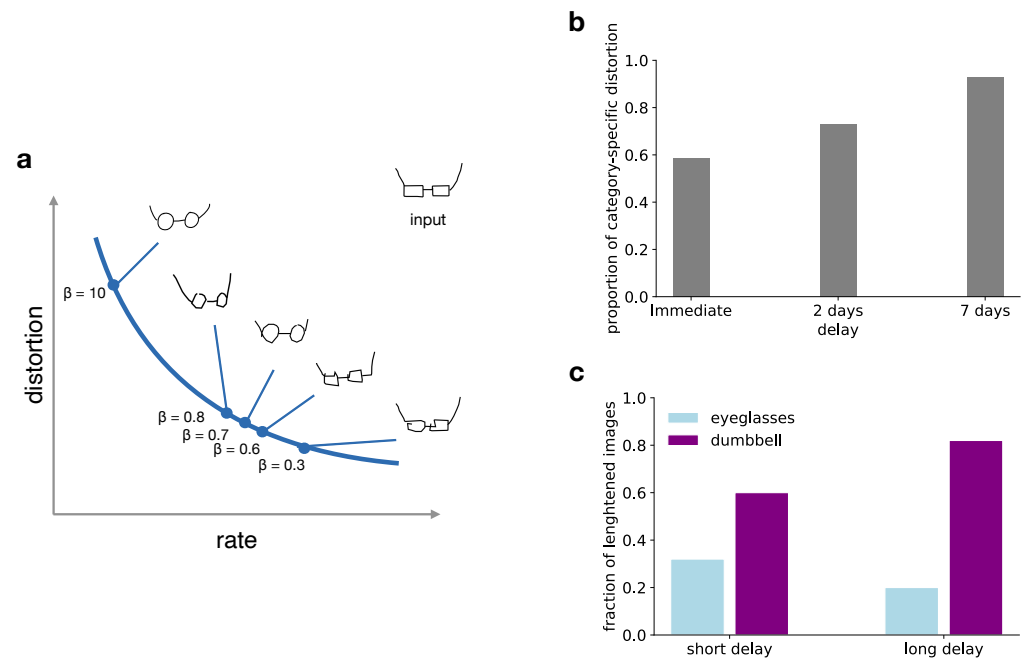 a
input
distortion
β = 10
β = 0.8
β = 0.7
β = 0.6
β = 0.3
rate
b
proportion of category-specific distortion
1.0
0.8
0.6
0.4
0.2
0.0
Immediate
2 days
7 days
delay
c
fraction of lenghtened images
1.0
0.8
0.6
0.4
0.2
0.0
eyeglasses
dumbbell
short delay
long delay